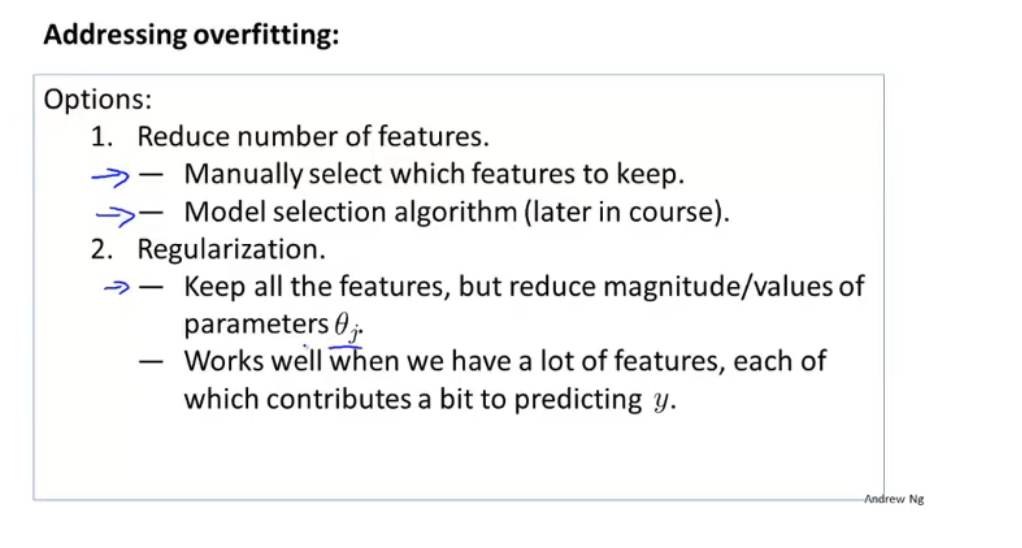 Addressing overfitting:
Options:
1. Reduce number of features.
— Manually select which features to keep.
— Model selection algorithm (later in course).
2. Regularization.
— Keep all the features, but reduce magnitude/values of
parameters θj.
— Works well when we have a lot of features, each of
which contributes a bit to predicting y.
Andrew Ng